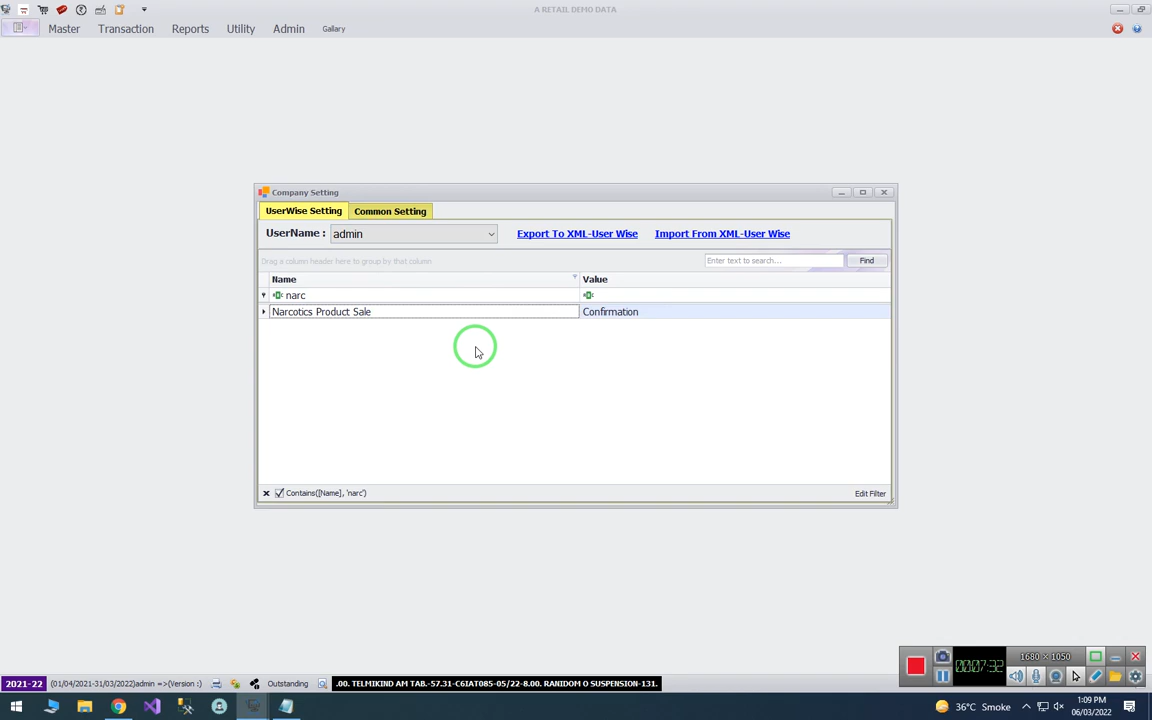 A RETAIL DEMO DATA
Master Transaction Reports Utility Admin Gallary
Company Setting
UserWise Setting Common Setting
UserName : admin Export To XML-User Wise Import From XML-User Wise
Drag a column header here to group by that column Enter text to search... Find
Name Value
narc
Narcotics Product Sale Confirmation
Contains([Name], 'narc') Edit Filter
1680 × 1050
00:07:32
2021-22 (01/04/2021-31/03/2022)admin =>(Version :) Outstanding .00. TELMIKIND AM TAB.-57.31-C6IAT085-05/22-8.00. RANIDOM O SUSPENSION-131.
36°C Smoke 1:09 PM
06/03/2022